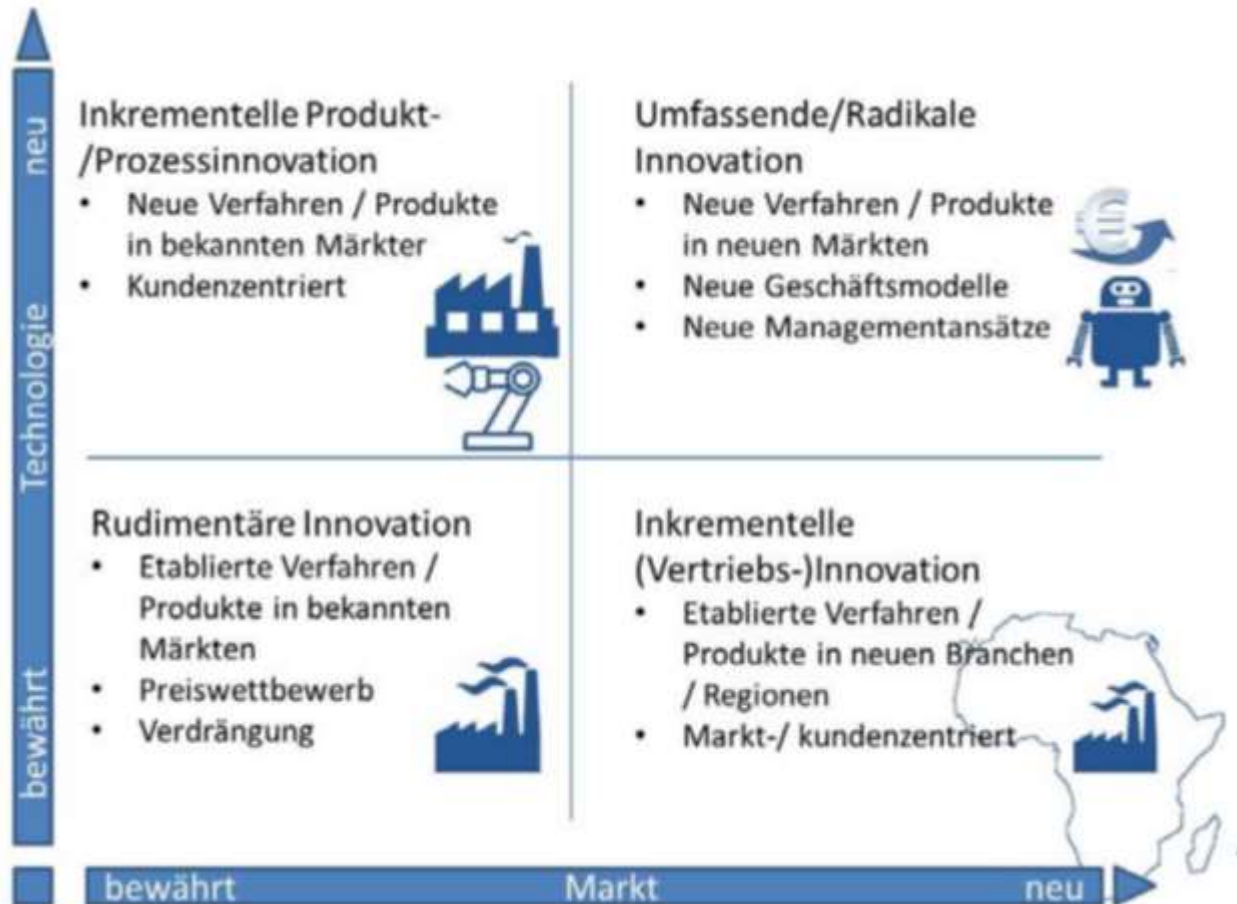 neu
Technologie
bewährt
Inkrementelle Produkt-
/Prozessinnovation
• Neue Verfahren / Produkte
in bekannten Märkter
• Kundenzentriert
Umfassende/Radikale
Innovation
• Neue Verfahren / Produkte
in neuen Märkten
• Neue Geschäftsmodelle
• Neue Managementansätze
€
Rudimentäre Innovation
• Etablierte Verfahren /
Produkte in bekannten
Märkten
• Preiswettbewerb
• Verdrängung
Inkrementelle
(Vertriebs-)Innovation
• Etablierte Verfahren /
Produkte in neuen Branchen
/ Regionen
• Markt-/ kundenzentriert
bewährt Markt neu